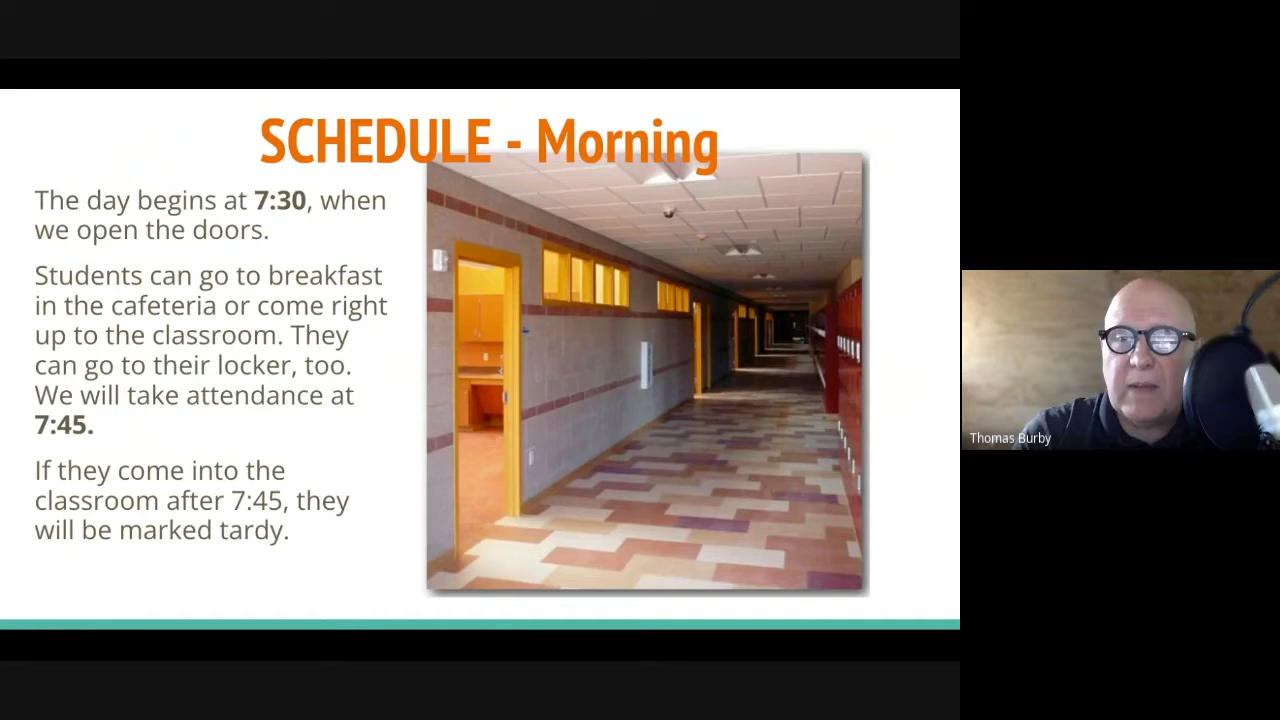 SCHEDULE - Morning
The day begins at 7:30, when
we open the doors.
Students can go to breakfast
in the cafeteria or come right
up to the classroom. They
can go to their locker, too.
We will take attendance at
7:45.
If they come into the
classroom after 7:45, they
will be marked tardy.
Thomas Burby